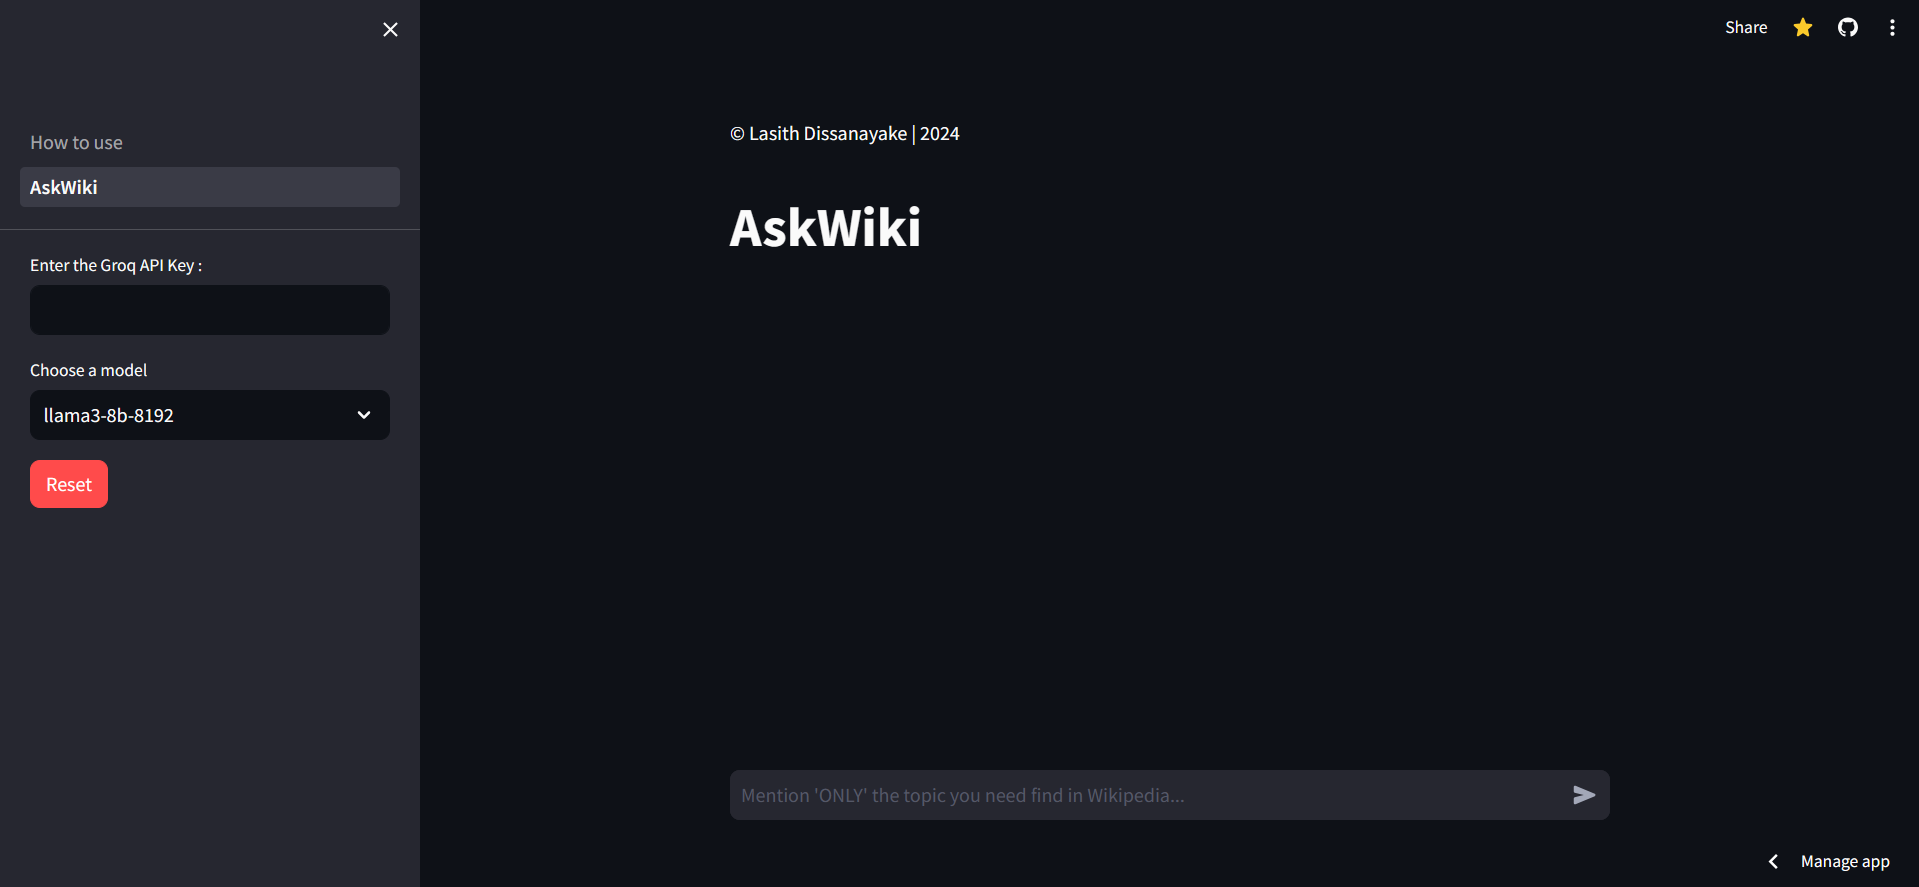 How to use
AskWiki
Enter the Groq API Key :
Choose a model
llama3-8b-8192
Reset
Share
© Lasith Dissanayake | 2024
AskWiki
Mention 'ONLY' the topic you need find in Wikipedia...
Manage app